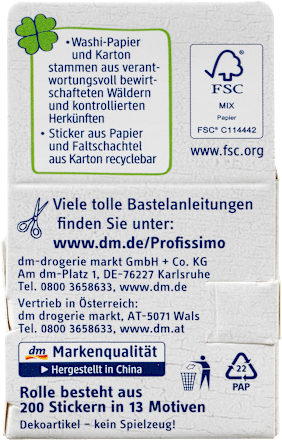 • Washi-Papier
und Karton
stammen aus verant-
wortungsvoll bewirt-
schafteten Wäldern
und kontrollierten
Herkünften
• Sticker aus Papier
und Faltschachtel
aus Karton recyclebar
FSC
MIX
Papier
FSC® C114442
www.fsc.org
Viele tolle Bastelanleitungen
finden Sie unter:
www.dm.de/Profissimo
dm-drogerie markt GmbH + Co. KG
Am dm-Platz 1, DE-76227 Karlsruhe
Tel. 0800 3658633, www.dm.de
Vertrieb in Österreich:
dm drogerie markt, AT-5071 Wals
Tel. 0800 3658633, www.dm.at
dm Markenqualität
Hergestellt in China
22
PAP
Rolle besteht aus
200 Stickern in 13 Motiven
Dekoartikel – kein Spielzeug!